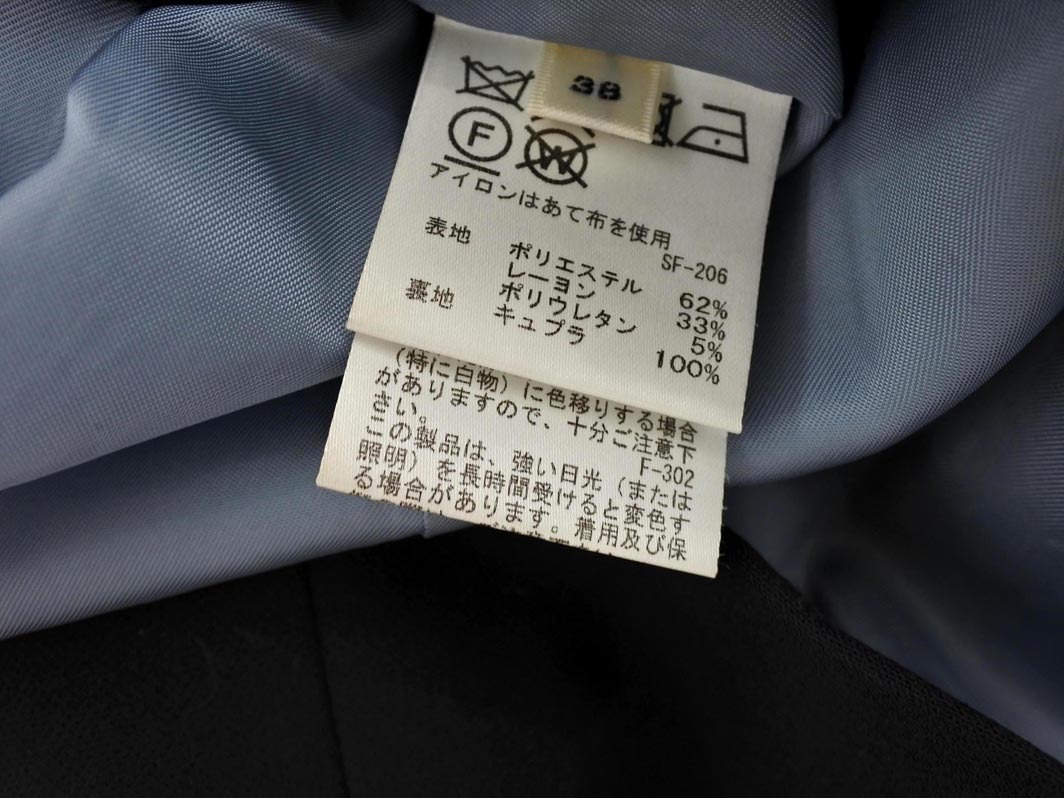 38
F
W
アイロンはあて布を使用
SF-206
表地 ポリエステル 62%
レーヨン 33%
ポリウレタン 5%
裏地 キュプラ 100%
(特に白物)に色移りする場合
がありますので、十分ご注意下
さい。
F-302
この製品は、強い日光(または
照明)を長時間受けると変色す
る場合があります。着用及び保